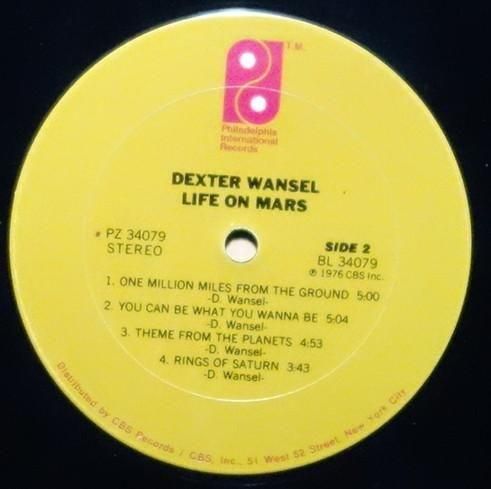 T.M.
Philadelphia
International
Records
DEXTER WANSEL
LIFE ON MARS
* PZ 34079
STEREO
SIDE 2
BL 34079
℗ 1976 CBS Inc.
1. ONE MILLION MILES FROM THE GROUND 5:00
-D. Wansel-
2. YOU CAN BE WHAT YOU WANNA BE 5:04
-D. Wansel-
3. THEME FROM THE PLANETS 4:53
-D. Wansel-
4. RINGS OF SATURN 3:43
-D. Wansel-
Distributed by CBS Records / CBS, Inc., 51 West 52 Street, New York City